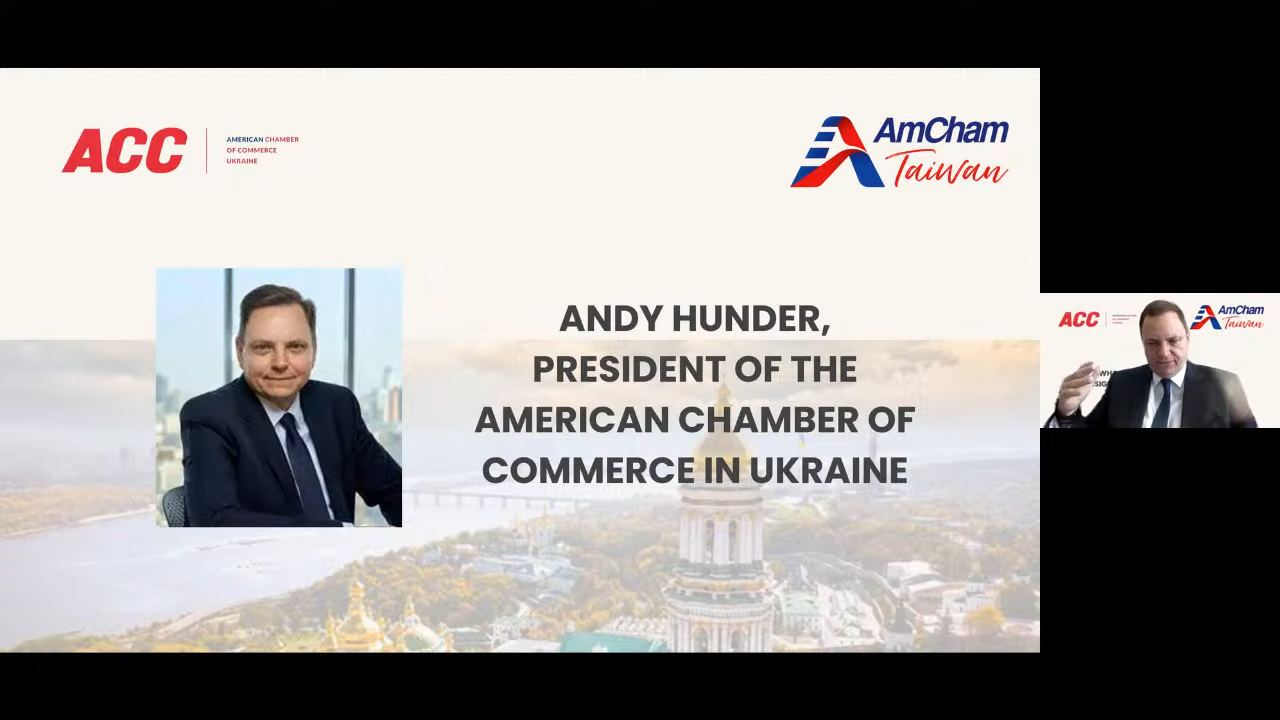 ACC
AMERICAN CHAMBER
OF COMMERCE
UKRAINE
AmCham
Taiwan
ANDY HUNDER,
PRESIDENT OF THE
AMERICAN CHAMBER OF
COMMERCE IN UKRAINE
ACC
AmCham
Taiwan